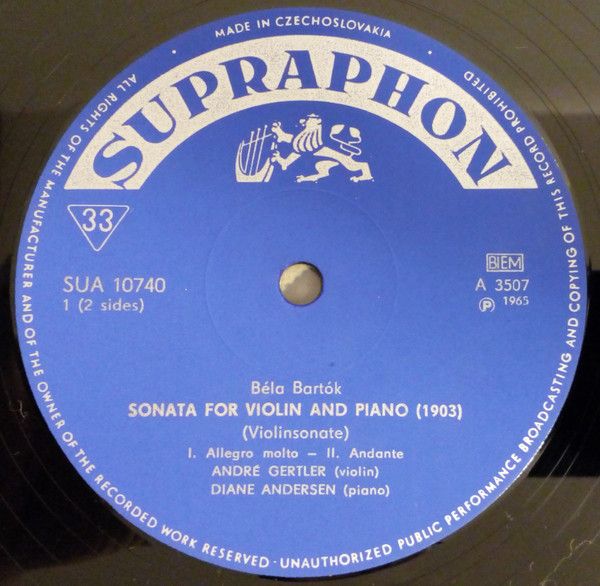 MADE IN CZECHOSLOVAKIA
ALL RIGHTS OF THE MANUFACTURER AND OF THE OWNER OF THE RECORDED WORK RESERVED · UNAUTHORIZED PUBLIC PERFORMANCE BROADCASTING AND COPYING OF THIS RECORD PROHIBITED
SUPRAPHON
33
SUA 10740
1 (2 sides)
BIEM
A 3507
Ⓟ 1965
Béla Bartók
SONATA FOR VIOLIN AND PIANO (1903)
(Violinsonate)
I. Allegro molto – II. Andante
ANDRÉ GERTLER (violin)
DIANE ANDERSEN (piano)